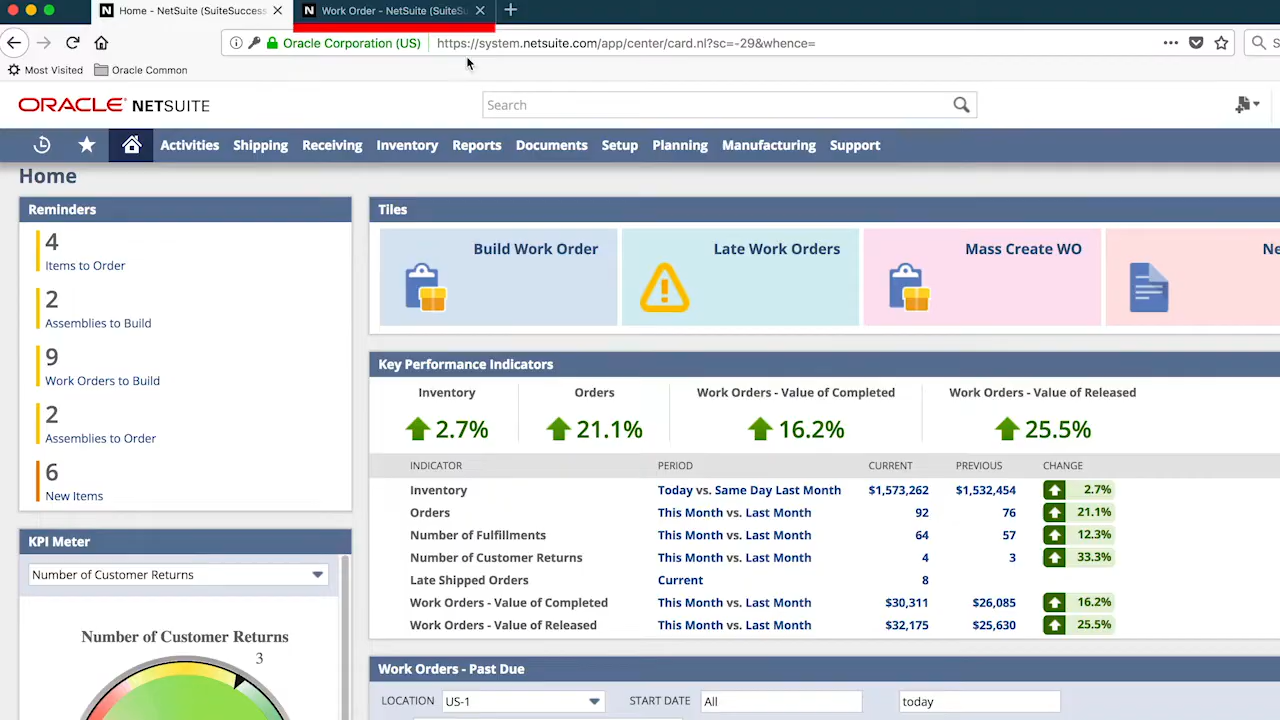 Home - NetSuite (SuiteSuccess
Work Order - NetSuite (SuiteSu
Oracle Corporation (US)
https://system.netsuite.com/app/center/card.nl?sc=-29&whence=
S
Most Visited
Oracle Common
ORACLE NETSUITE
Search
Activities Shipping Receiving Inventory Reports Documents Setup Planning Manufacturing Support
Home
Reminders
4
Items to Order
2
Assemblies to Build
9
Work Orders to Build
2
Assemblies to Order
6
New Items
KPI Meter
Number of Customer Returns
Number of Customer Returns
3
Tiles
Build Work Order
Late Work Orders
Mass Create WO
Ne
Key Performance Indicators
Inventory Orders Work Orders - Value of Completed Work Orders - Value of Released
2.7% 21.1% 16.2% 25.5%
INDICATOR PERIOD CURRENT PREVIOUS CHANGE
Inventory Today vs. Same Day Last Month $1,573,262 $1,532,454 2.7%
Orders This Month vs. Last Month 92 76 21.1%
Number of Fulfillments This Month vs. Last Month 64 57 12.3%
Number of Customer Returns This Month vs. Last Month 4 3 33.3%
Late Shipped Orders Current 8
Work Orders - Value of Completed This Month vs. Last Month $30,311 $26,085 16.2%
Work Orders - Value of Released This Month vs. Last Month $32,175 $25,630 25.5%
Work Orders - Past Due
LOCATION US-1 START DATE All today